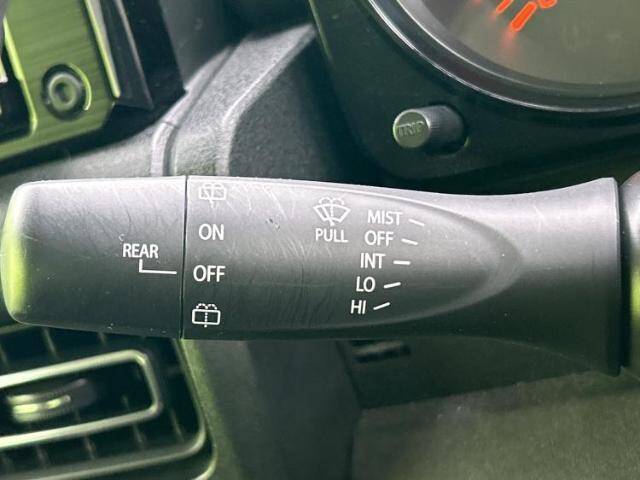 TRIP
REAR
ON
OFF
PULL
MIST
OFF
INT
LO
HI